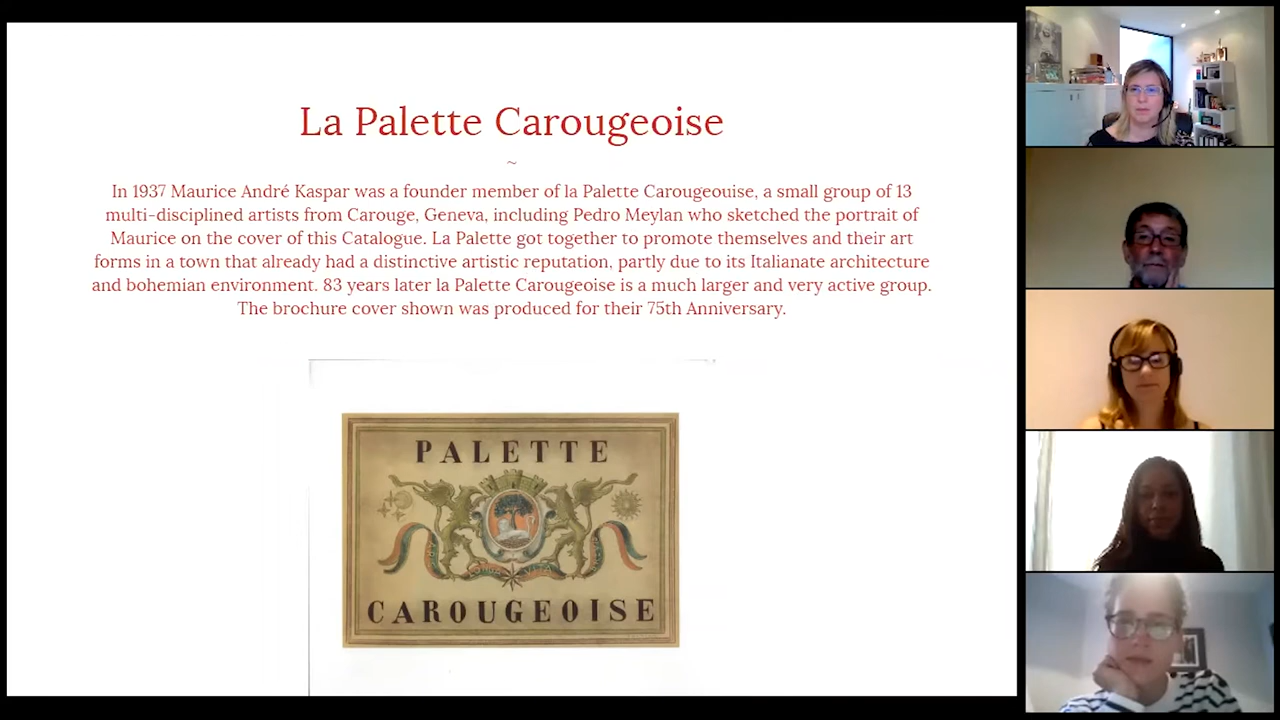 La Palette Carougeoise
~
In 1937 Maurice André Kaspar was a founder member of la Palette Carougeouise, a small group of 13
multi-disciplined artists from Carouge, Geneva, including Pedro Meylan who sketched the portrait of
Maurice on the cover of this Catalogue. La Palette got together to promote themselves and their art
forms in a town that already had a distinctive artistic reputation, partly due to its Italianate architecture
and bohemian environment. 83 years later la Palette Carougeoise is a much larger and very active group.
The brochure cover shown was produced for their 75th Anniversary.
PALETTE
CAROUGEOISE